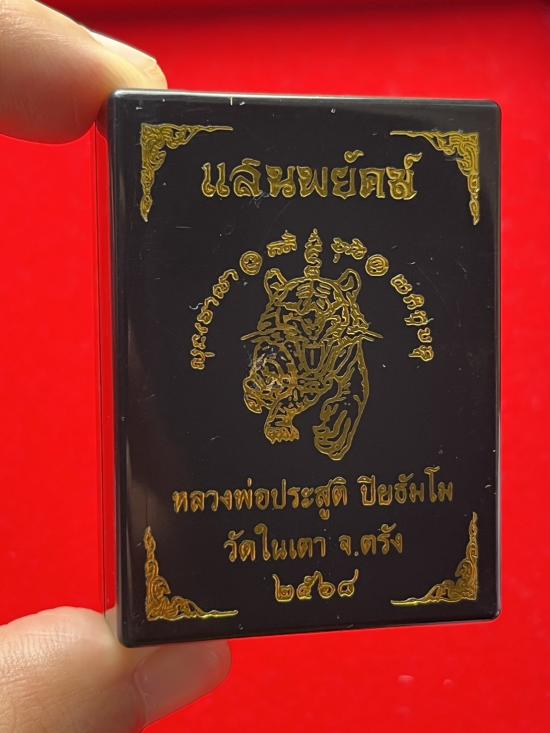 แสนพยัคฆ์
หลวงพ่อประสูติ ปิยธัมโม
วัดในเตา จ.ตรัง
๒๕๖๘